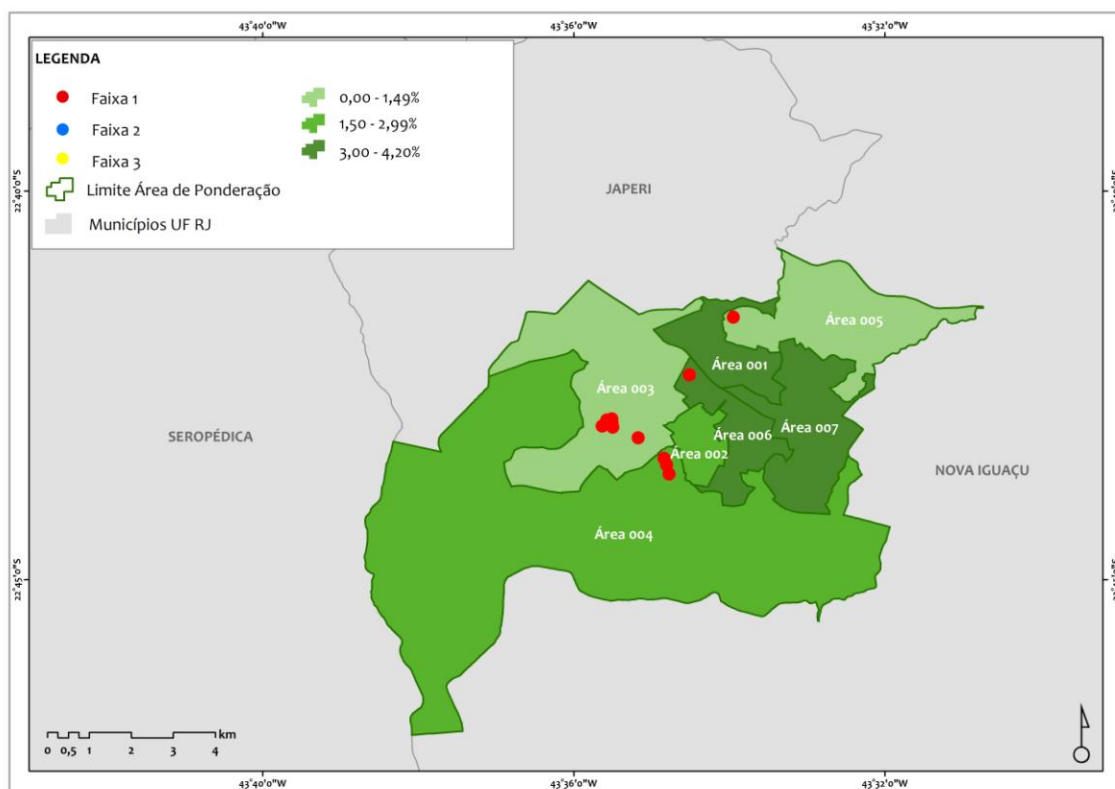 43°40'0"W 43°36'0"W 43°32'0"W
LEGENDA
Faixa 1
Faixa 2
Faixa 3
Limite Área de Ponderação
Municípios UF RJ
0,00 - 1,49%
1,50 - 2,99%
3,00 - 4,20%
22°40'0"S
JAPERI
Área 005
Área 001
Área 003
Área 007
Área 006
SEROPÉDICA
Área 002
NOVA IGUAÇU
Área 004
22°45'0"S
km
0 0,5 1 2 3 4
43°40'0"W 43°36'0"W 43°32'0"W